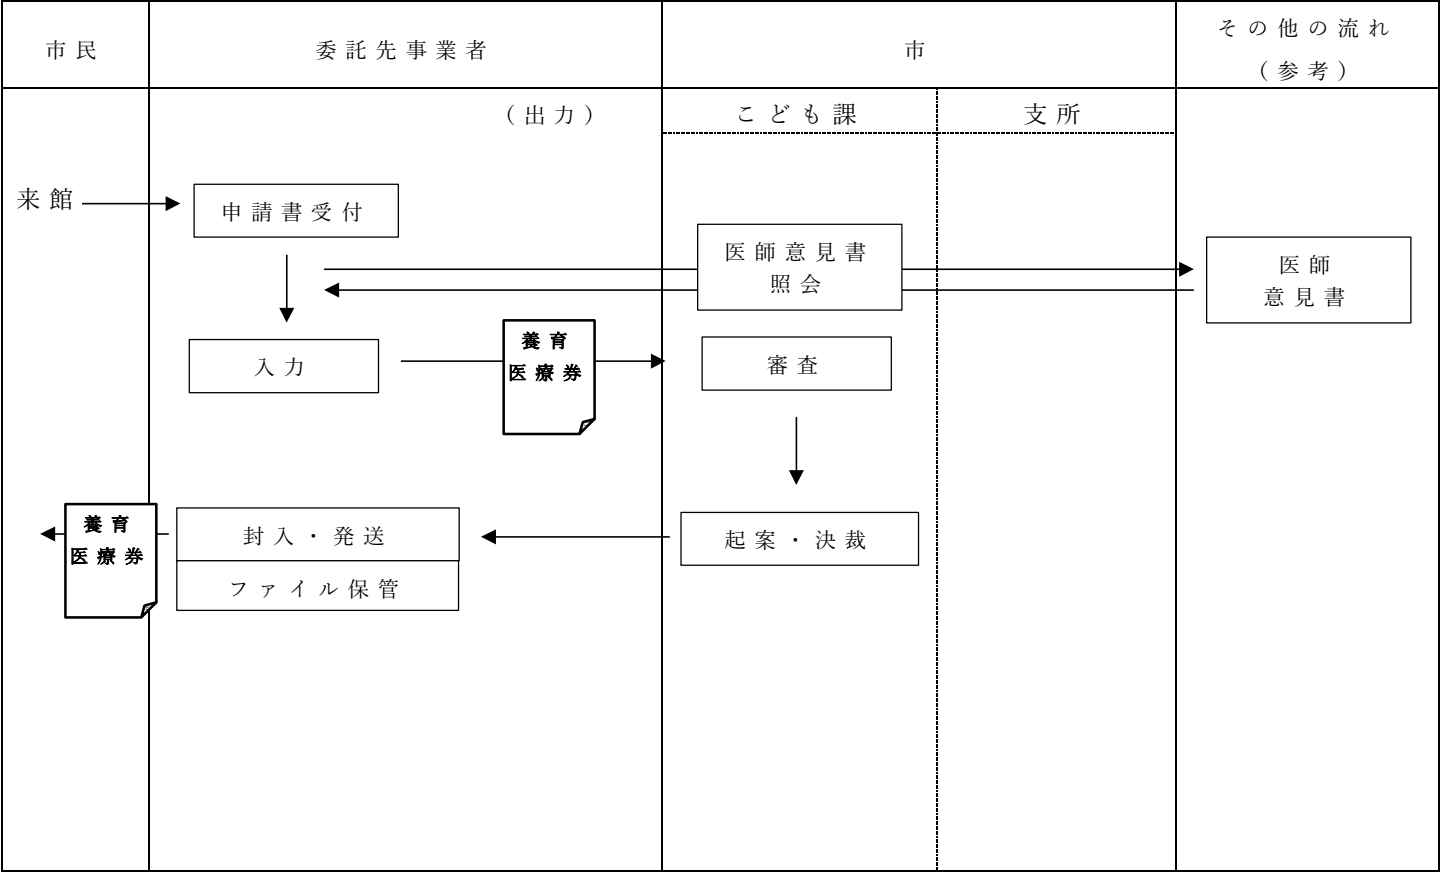 市民
委託先事業者
市
その他の流れ
（参考）
（出力）
こども課
支所
来館
申請書受付
医師意見書
照会
医師
意見書
入力
養育
医療券
審査
養育
医療券
封入・発送
起案・決裁
ファイル保管